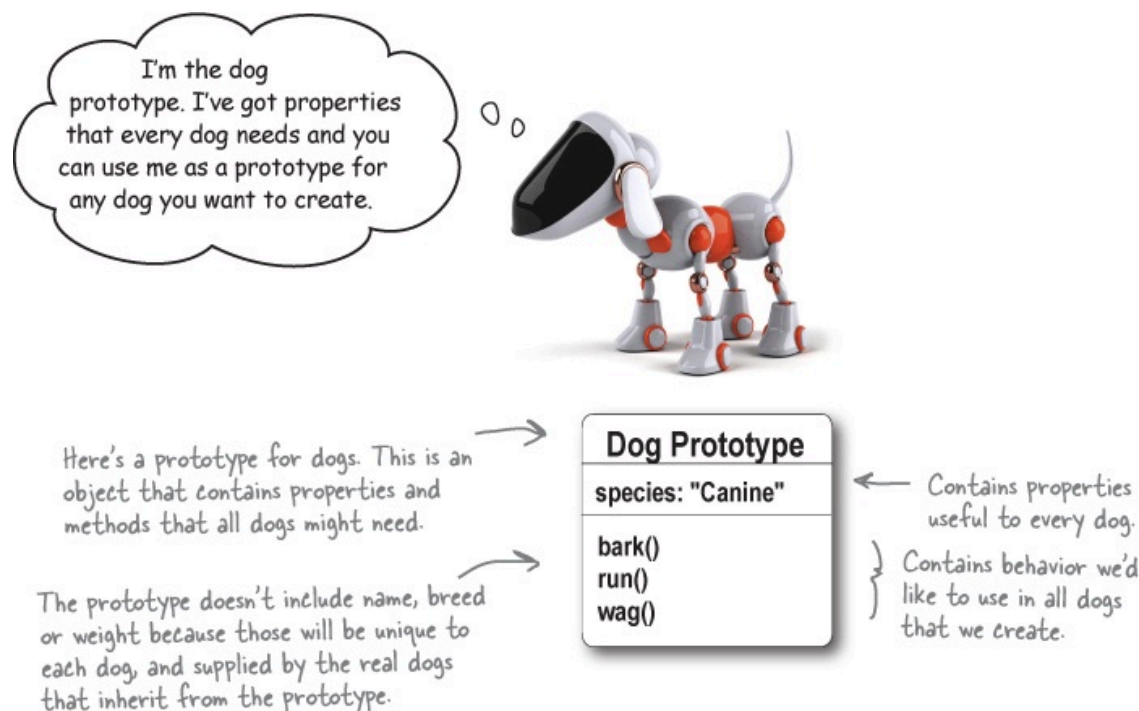 I'm the dog
prototype. I've got properties
that every dog needs and you
can use me as a prototype for
any dog you want to create.
Here's a prototype for dogs. This is an
object that contains properties and
methods that all dogs might need.
The prototype doesn't include name, breed
or weight because those will be unique to
each dog, and supplied by the real dogs
that inherit from the prototype.
Dog Prototype
species: "Canine"
bark()
run()
wag()
Contains properties
useful to every dog.
Contains behavior we'd
like to use in all dogs
that we create.